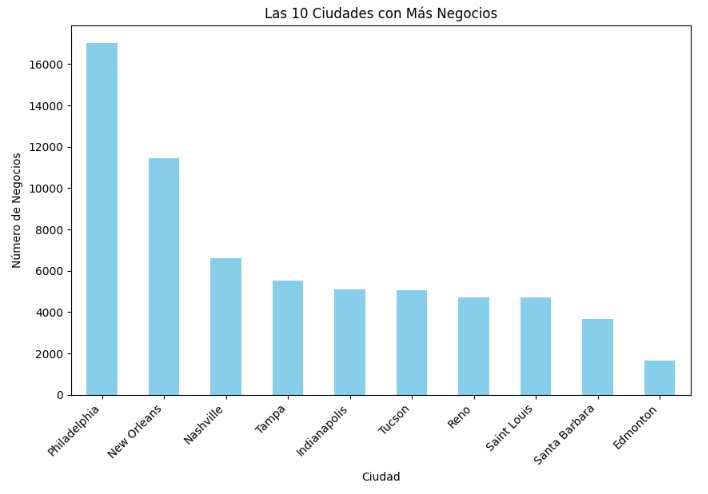 Las 10 Ciudades con Más Negocios
Número de Negocios
16000
14000
12000
10000
8000
6000
4000
2000
0
Philadelphia
New Orleans
Nashville
Tampa
Indianapolis
Tucson
Reno
Saint Louis
Santa Barbara
Edmonton
Ciudad